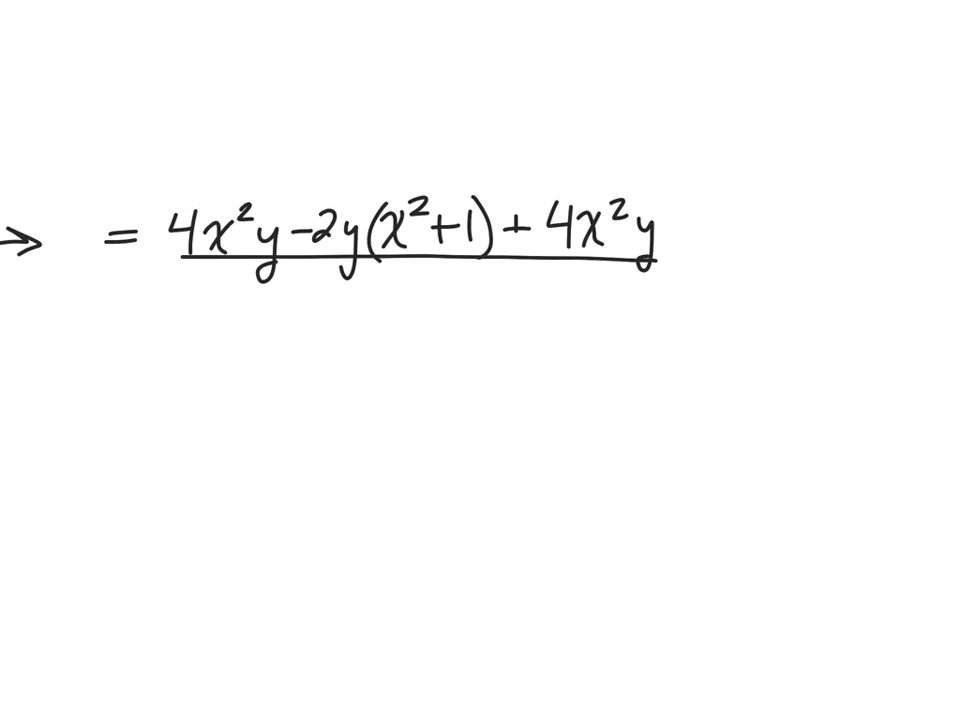 → = 4x²y - 2y(x²+1) + 4x²y